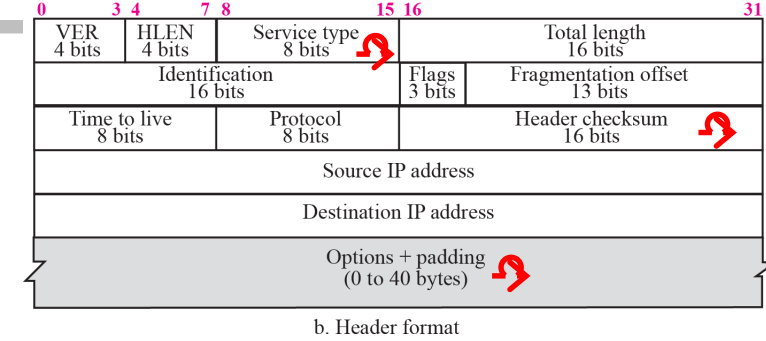 0 3 4 7 8 15 16 31
VER HLEN Service type Total length
4 bits 4 bits 8 bits 16 bits
Identification Flags Fragmentation offset
16 bits 3 bits 13 bits
Time to live Protocol Header checksum
8 bits 8 bits 16 bits
Source IP address
Destination IP address
Options + padding
(0 to 40 bytes)
b. Header format